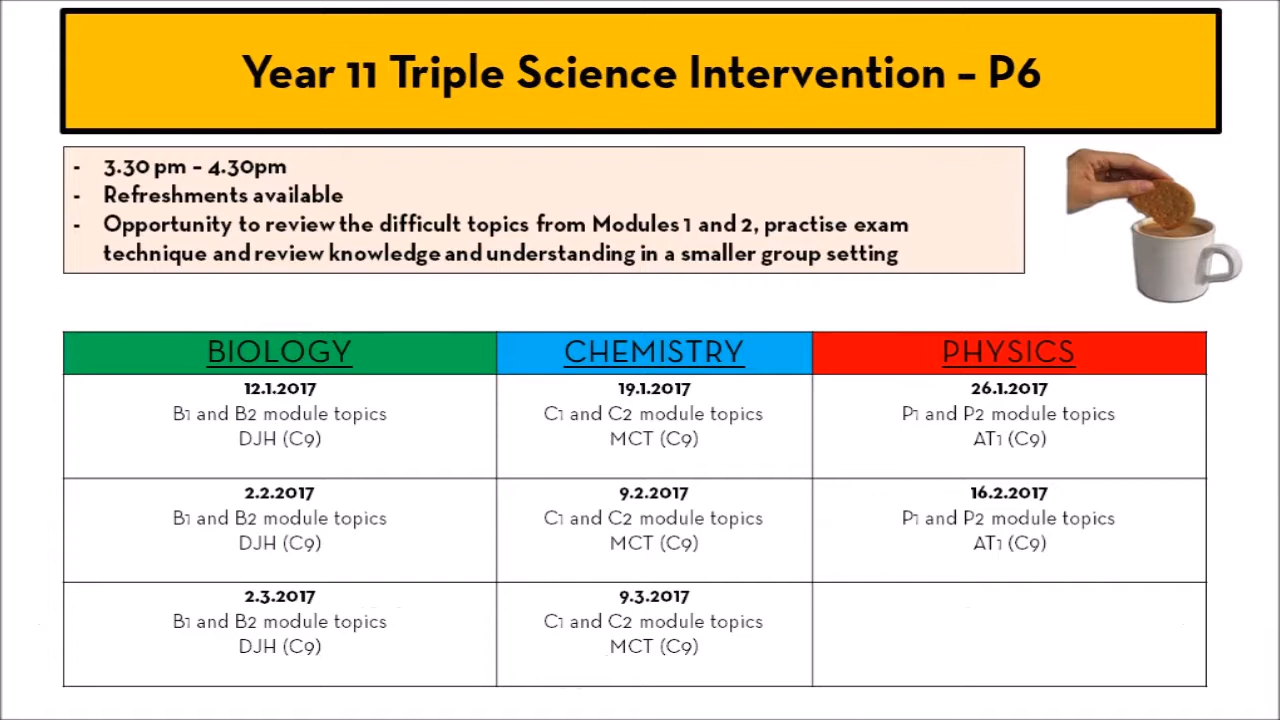 Year 11 Triple Science Intervention – P6
- 3.30 pm – 4.30pm
- Refreshments available
- Opportunity to review the difficult topics from Modules 1 and 2, practise exam
technique and review knowledge and understanding in a smaller group setting
BIOLOGY CHEMISTRY PHYSICS
12.1.2017 19.1.2017 26.1.2017
B1 and B2 module topics C1 and C2 module topics P1 and P2 module topics
DJH (C9) MCT (C9) AT1 (C9)
2.2.2017 9.2.2017 16.2.2017
B1 and B2 module topics C1 and C2 module topics P1 and P2 module topics
DJH (C9) MCT (C9) AT1 (C9)
2.3.2017 9.3.2017
B1 and B2 module topics C1 and C2 module topics
DJH (C9) MCT (C9)